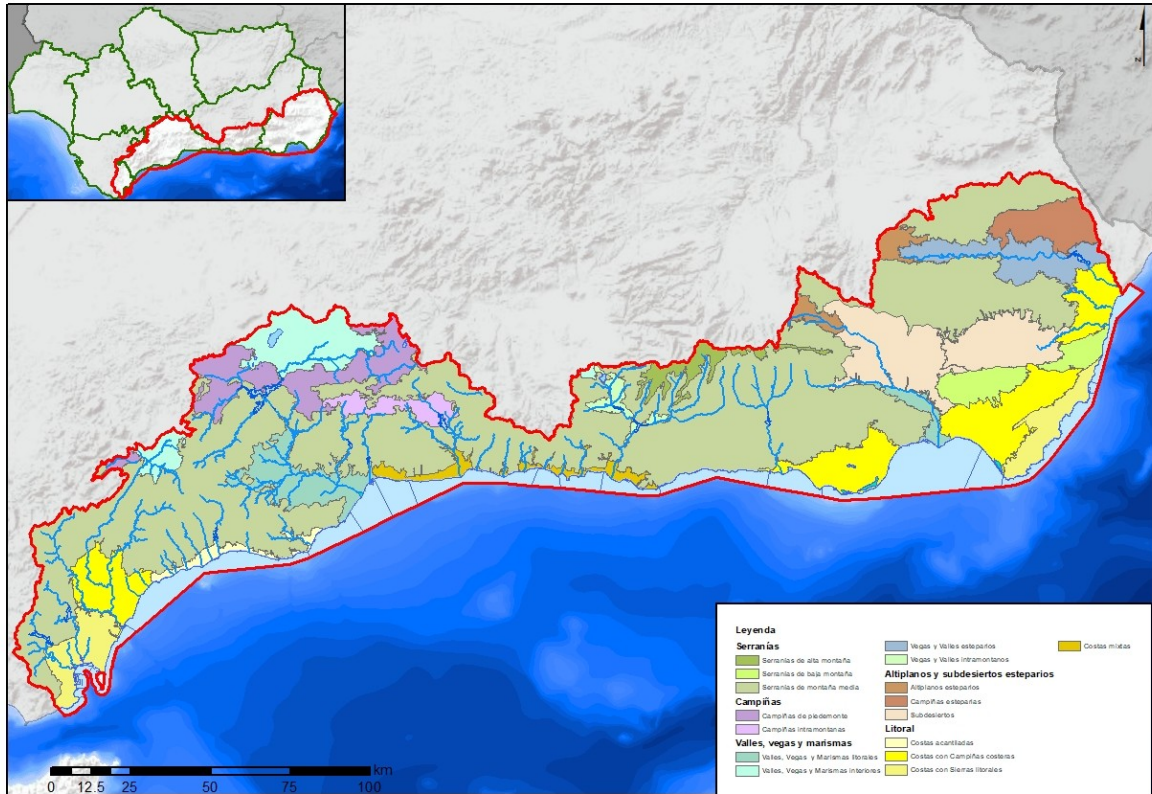 N
Leyenda
Serranías
Serranías de alta montaña
Serranías de baja montaña
Serranías de montaña media
Campiñas
Campiñas de piedemonte
Campiñas intramontanas
Valles, vegas y marismas
Valles, Vegas y Marismas litorales
Valles, Vegas y Marismas interiores
Vegas y Valles esteparios
Vegas y Valles intramontanos
Altiplanos y subdesiertos esteparios
Altiplanos esteparios
Campiñas esteparias
Subdesiertos
Litoral
Costas acantiladas
Costas con Campiñas costeras
Costas con Sierras litorales
Costas mixtas
km
0 12.5 25 50 75 100